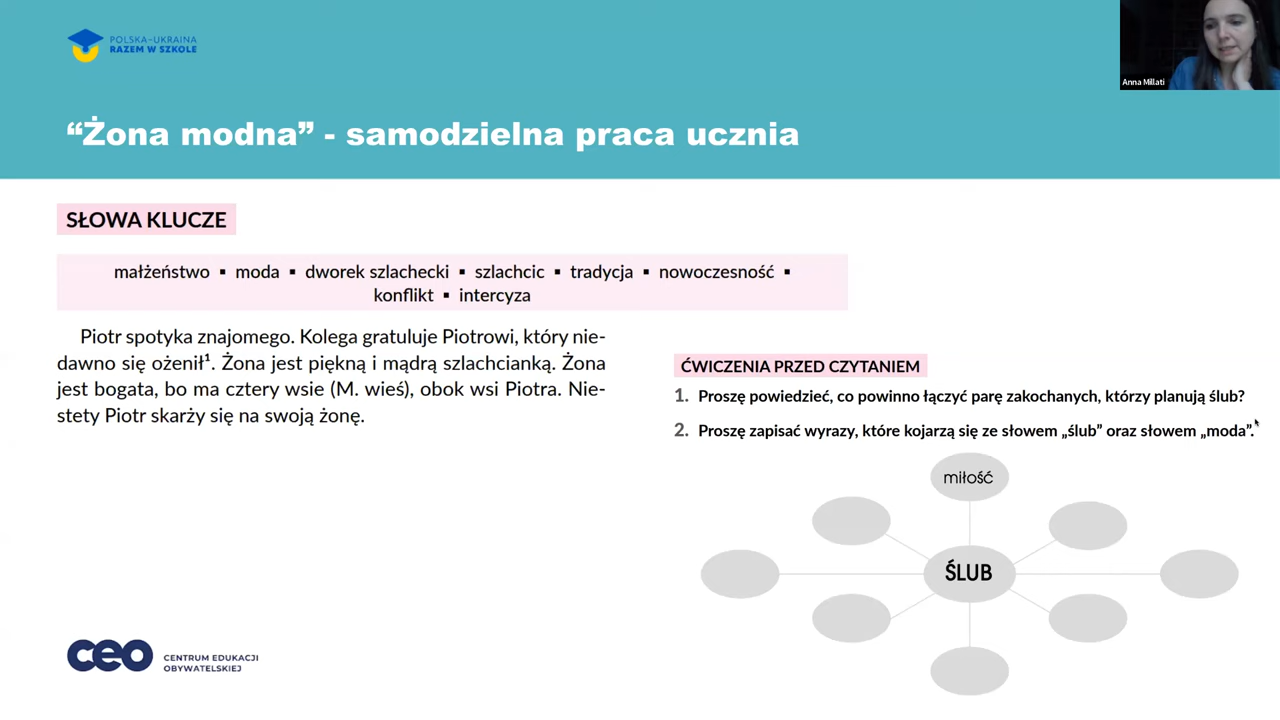 POLSKA-UKRAINA
RAZEM W SZKOLE
Anna Millati
“Żona modna” - samodzielna praca ucznia
SŁOWA KLUCZE
małżeństwo ▪ moda ▪ dworek szlachecki ▪ szlachcic ▪ tradycja ▪ nowoczesność ▪
konflikt ▪ intercyza
Piotr spotyka znajomego. Kolega gratuluje Piotrowi, który nie-
dawno się ożenił¹. Żona jest piękną i mądrą szlachcianką. Żona
jest bogata, bo ma cztery wsie (M. wieś), obok wsi Piotra. Nie-
stety Piotr skarży się na swoją żonę.
ĆWICZENIA PRZED CZYTANIEM
1. Proszę powiedzieć, co powinno łączyć parę zakochanych, którzy planują ślub?
2. Proszę zapisać wyrazy, które kojarzą się ze słowem „ślub” oraz słowem „moda”.
miłość
ŚLUB
ceo
CENTRUM EDUKACJI
OBYWATELSKIEJ